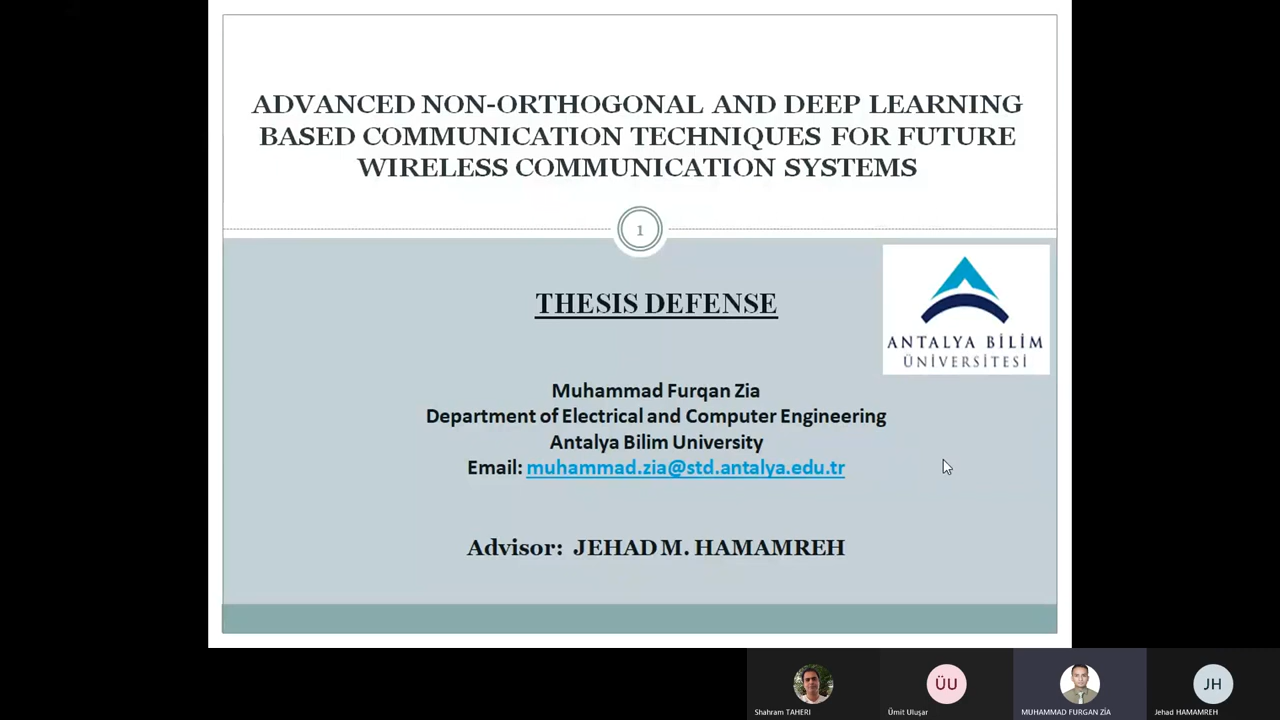 ADVANCED NON-ORTHOGONAL AND DEEP LEARNING
BASED COMMUNICATION TECHNIQUES FOR FUTURE
WIRELESS COMMUNICATION SYSTEMS
1
THESIS DEFENSE
ANTALYA BİLİM
ÜNİVERSİTESİ
Muhammad Furqan Zia
Department of Electrical and Computer Engineering
Antalya Bilim University
Email: muhammad.zia@std.antalya.edu.tr
Advisor: JEHAD M. HAMAMREH
ÜU
JH
Shahram TAHERI
Ümit Uluşar
MUHAMMAD FURGAN ZİA
Jehad HAMAMREH